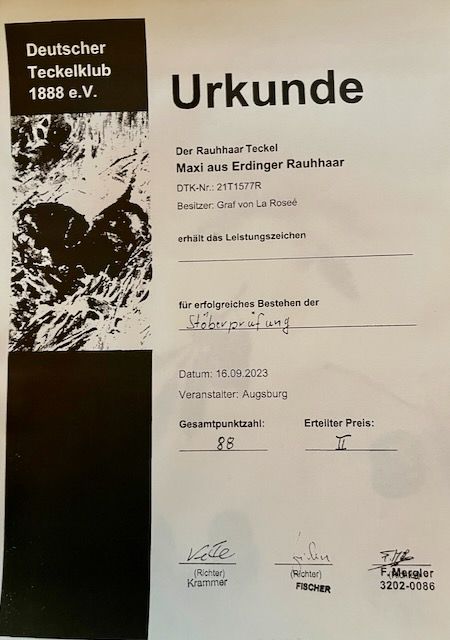 Deutscher
Teckelklub
1888 e.V.
Urkunde
Der Rauhhaar Teckel
Maxi aus Erdinger Rauhhaar
DTK-Nr.: 21T1577R
Besitzer: Graf von La Roseé
erhält das Leistungszeichen
für erfolgreiches Bestehen der
Stöberprüfung
Datum: 16.09.2023
Veranstalter: Augsburg
Gesamtpunktzahl: Erteilter Preis:
88 II
(Richter) (Richter) F. Mergler
Krammer FISCHER 3202-0086